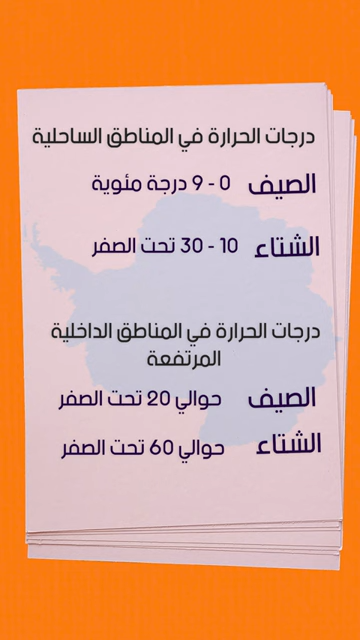 درجات الحرارة في المناطق الساحلية
الصيف 0 - 9 درجة مئوية
الشتاء 10 - 30 تحت الصفر
درجات الحرارة في المناطق الداخلية
المرتفعة
الصيف حوالي 20 تحت الصفر
الشتاء حوالي 60 تحت الصفر